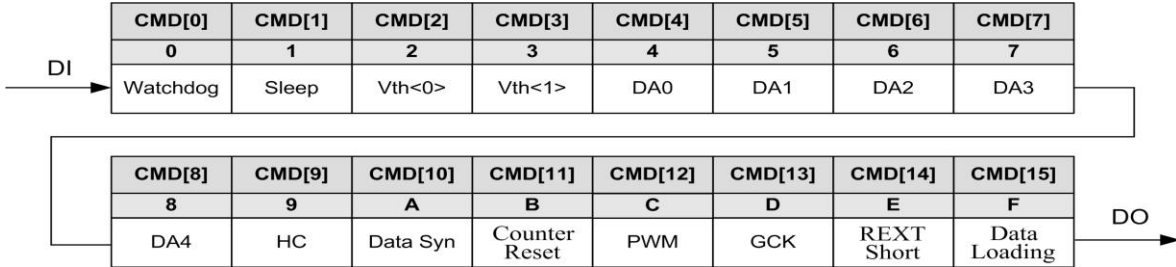 CMD[0] CMD[1] CMD[2] CMD[3] CMD[4] CMD[5] CMD[6] CMD[7]
0 1 2 3 4 5 6 7
DI
Watchdog Sleep Vth<0> Vth<1> DA0 DA1 DA2 DA3
CMD[8] CMD[9] CMD[10] CMD[11] CMD[12] CMD[13] CMD[14] CMD[15]
8 9 A B C D E F
DO
DA4 HC Data Syn Counter Reset PWM GCK REXT Short Data Loading